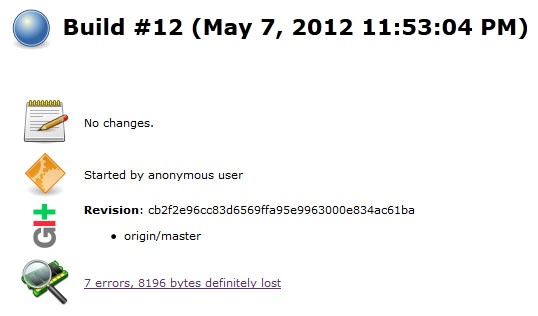 Build #12 (May 7, 2012 11:53:04 PM)
No changes.
Started by anonymous user
Revision: cb2f2e96cc83d6569ffa95e9963000e834ac61ba
GIt
• origin/master
7 errors, 8196 bytes definitely lost